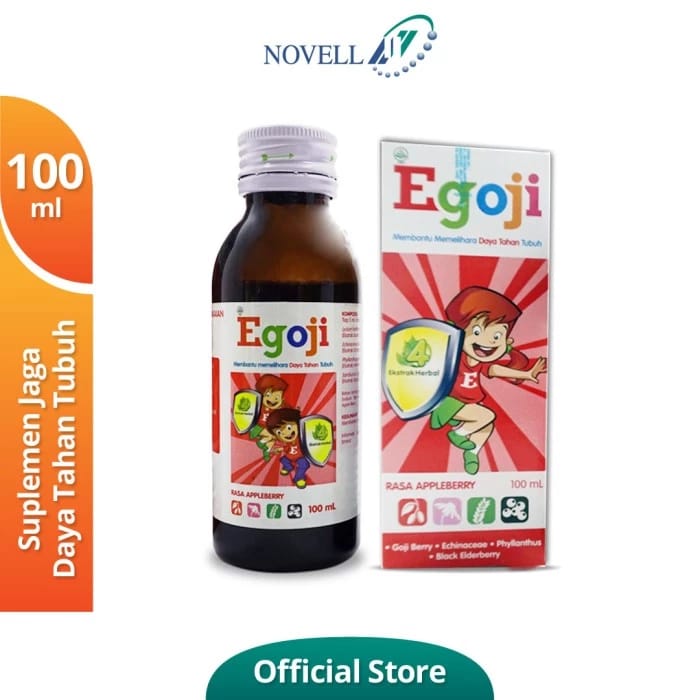 NOVELL
100
ml
Suplemen Jaga
Daya Tahan Tubuh
Egoji
Membantu memelihara Daya Tahan Tubuh
RASA APPLEBERRY
100 mL
Egoji
Membantu Memelihara Daya Tahan Tubuh
4
Ekstrak Herbal
E
RASA APPLEBERRY
100 mL
• Goji Berry • Echinaceae • Phyllanthus
• Black Elderberry
Official Store